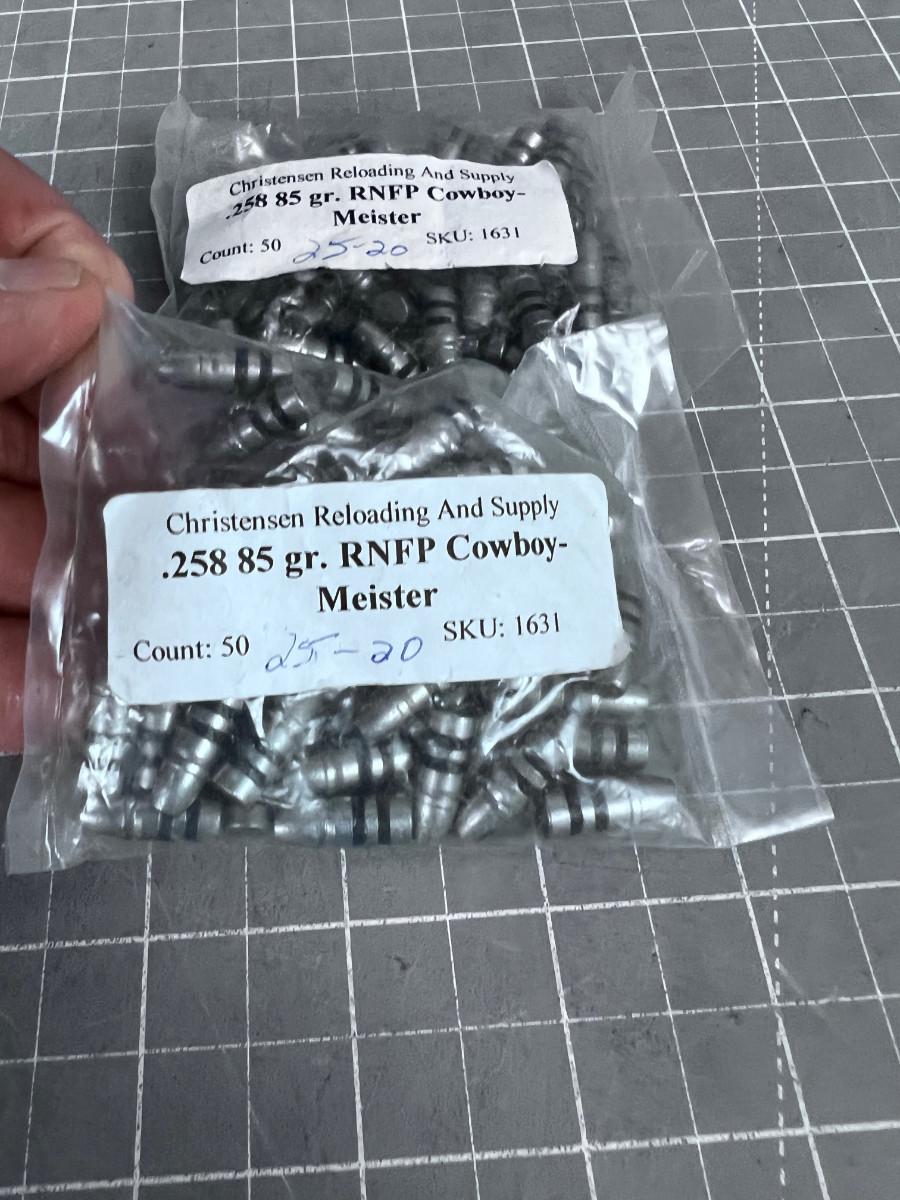 Christensen Reloading And Supply
.258 85 gr. RNFP Cowboy-
Meister
Count: 50 25-20 SKU: 1631
Christensen Reloading And Supply
.258 85 gr. RNFP Cowboy-
Meister
Count: 50 25-20 SKU: 1631